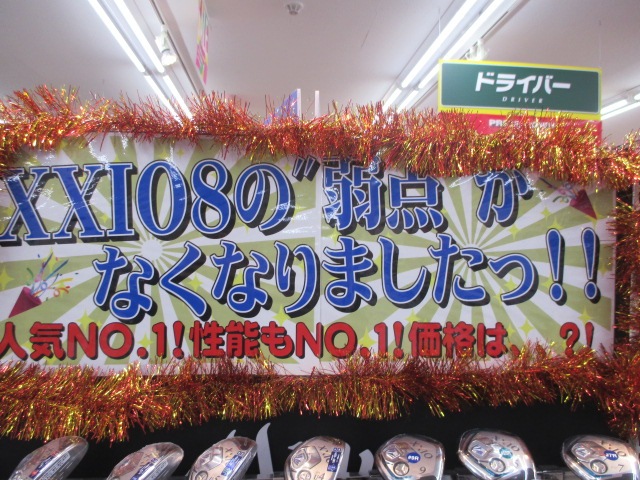 ドライバー
DRIVER
XXIO8の"弱点"が
なくなりましたっ!!
人気NO.1!性能もNO.1!価格は、?!